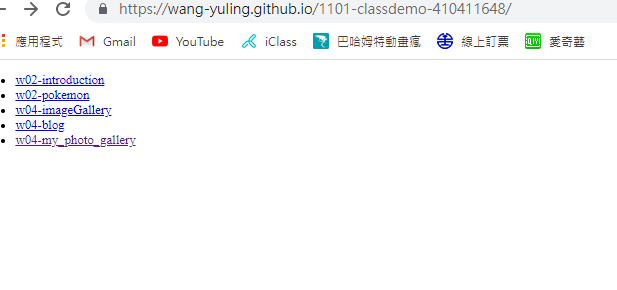 https://wang-yuling.github.io/1101-classdemo-410411648/
應用程式 Gmail YouTube iClass 巴哈姆特動畫瘋 線上訂票 愛奇藝
w02-introduction
w02-pokemon
w04-imageGallery
w04-blog
w04-my_photo_gallery